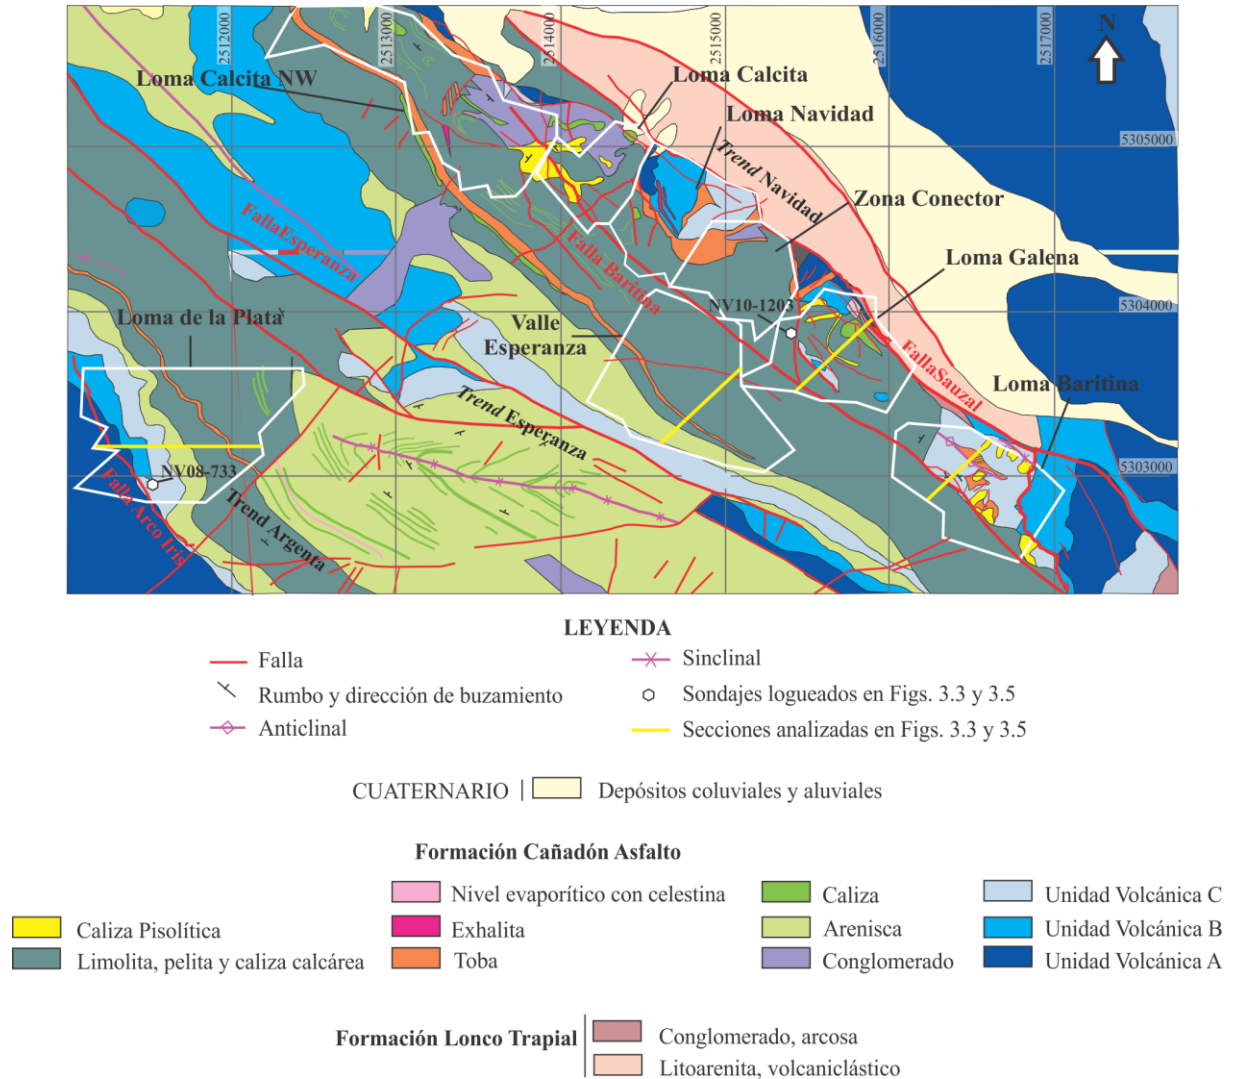 2512000
2513000
2514000
2515000
2516000
2517000
N
Loma Calcita NW
Loma Calcita
Loma Navidad
5305000
Trend Navidad
Zona Conector
FallaEsperanza
Falla Baritina
Loma Galena
NV10-1203
5304000
Loma de la Plata
Valle
Esperanza
FallaSauzal
Loma Baritina
Trend Esperanza
5303000
NV08-733
Falla Arco Iris
Trend Argenta
LEYENDA
Falla
Sinclinal
Rumbo y dirección de buzamiento
Sondajes logueados en Figs. 3.3 y 3.5
Anticlinal
Secciones analizadas en Figs. 3.3 y 3.5
CUATERNARIO
Depósitos coluviales y aluviales
Formación Cañadón Asfalto
Nivel evaporítico con celestina
Caliza
Unidad Volcánica C
Caliza Pisolítica
Exhalita
Arenisca
Unidad Volcánica B
Limolita, pelita y caliza calcárea
Toba
Conglomerado
Unidad Volcánica A
Formación Lonco Trapial
Conglomerado, arcosa
Litoarenita, volcaniclástico